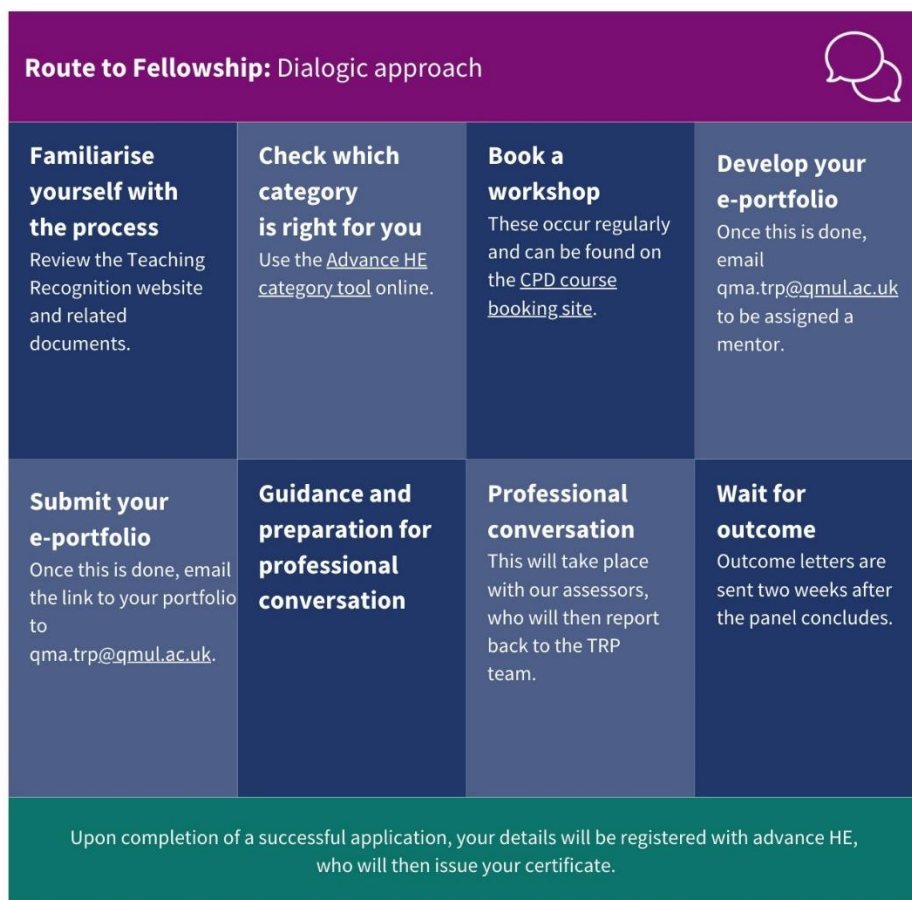 Route to Fellowship: Dialogic approach
Familiarise
yourself with
the process
Review the Teaching
Recognition website
and related
documents.
Check which
category
is right for you
Use the Advance HE
category tool online.
Book a
workshop
These occur regularly
and can be found on
the CPD course
booking site.
Develop your
e-portfolio
Once this is done,
email
qma.trp@qmul.ac.uk
to be assigned a
mentor.
Submit your
e-portfolio
Once this is done, email
the link to your portfolio
to
qma.trp@qmul.ac.uk.
Guidance and
preparation for
professional
conversation
Professional
conversation
This will take place
with our assessors,
who will then report
back to the TRP
team.
Wait for
outcome
Outcome letters are
sent two weeks after
the panel concludes.
Upon completion of a successful application, your details will be registered with advance HE,
who will then issue your certificate.